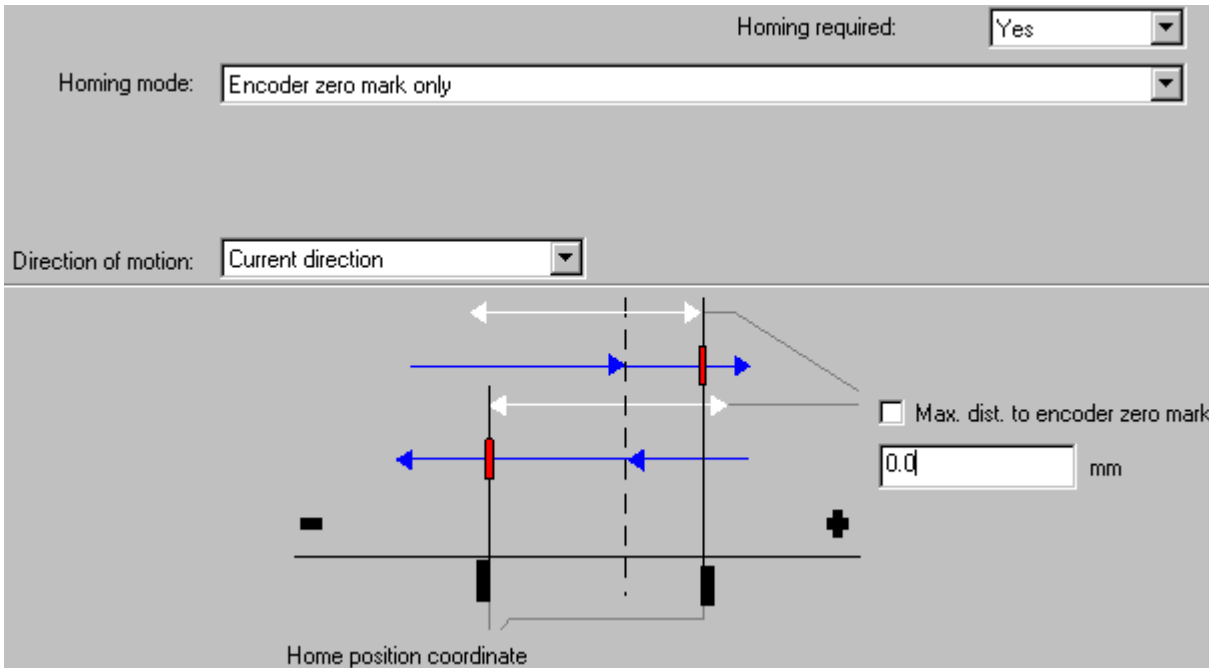 Homing required: Yes
Homing mode: Encoder zero mark only
Direction of motion: Current direction
Max. dist. to encoder zero mark
0.0 mm
Home position coordinate